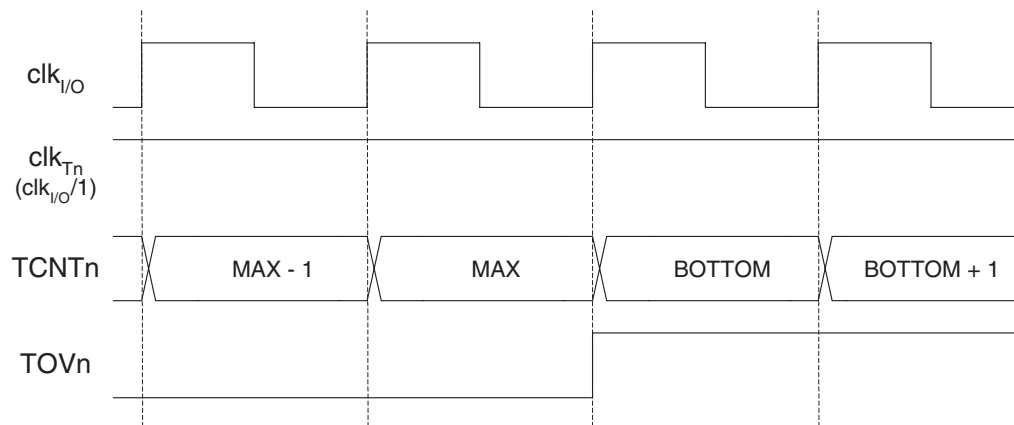 clkI/O
clkTn
(clkI/O/1)
TCNTn MAX - 1 MAX BOTTOM BOTTOM + 1
TOVn